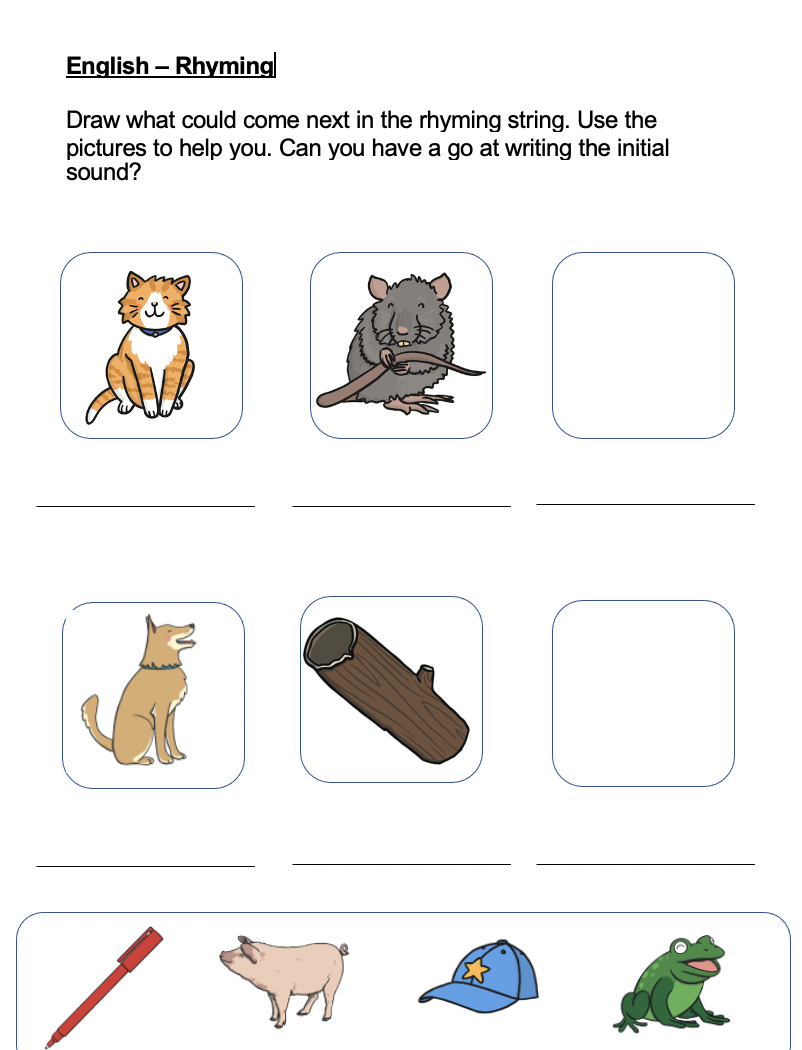 English – Rhyming
Draw what could come next in the rhyming string. Use the
pictures to help you. Can you have a go at writing the initial
sound?